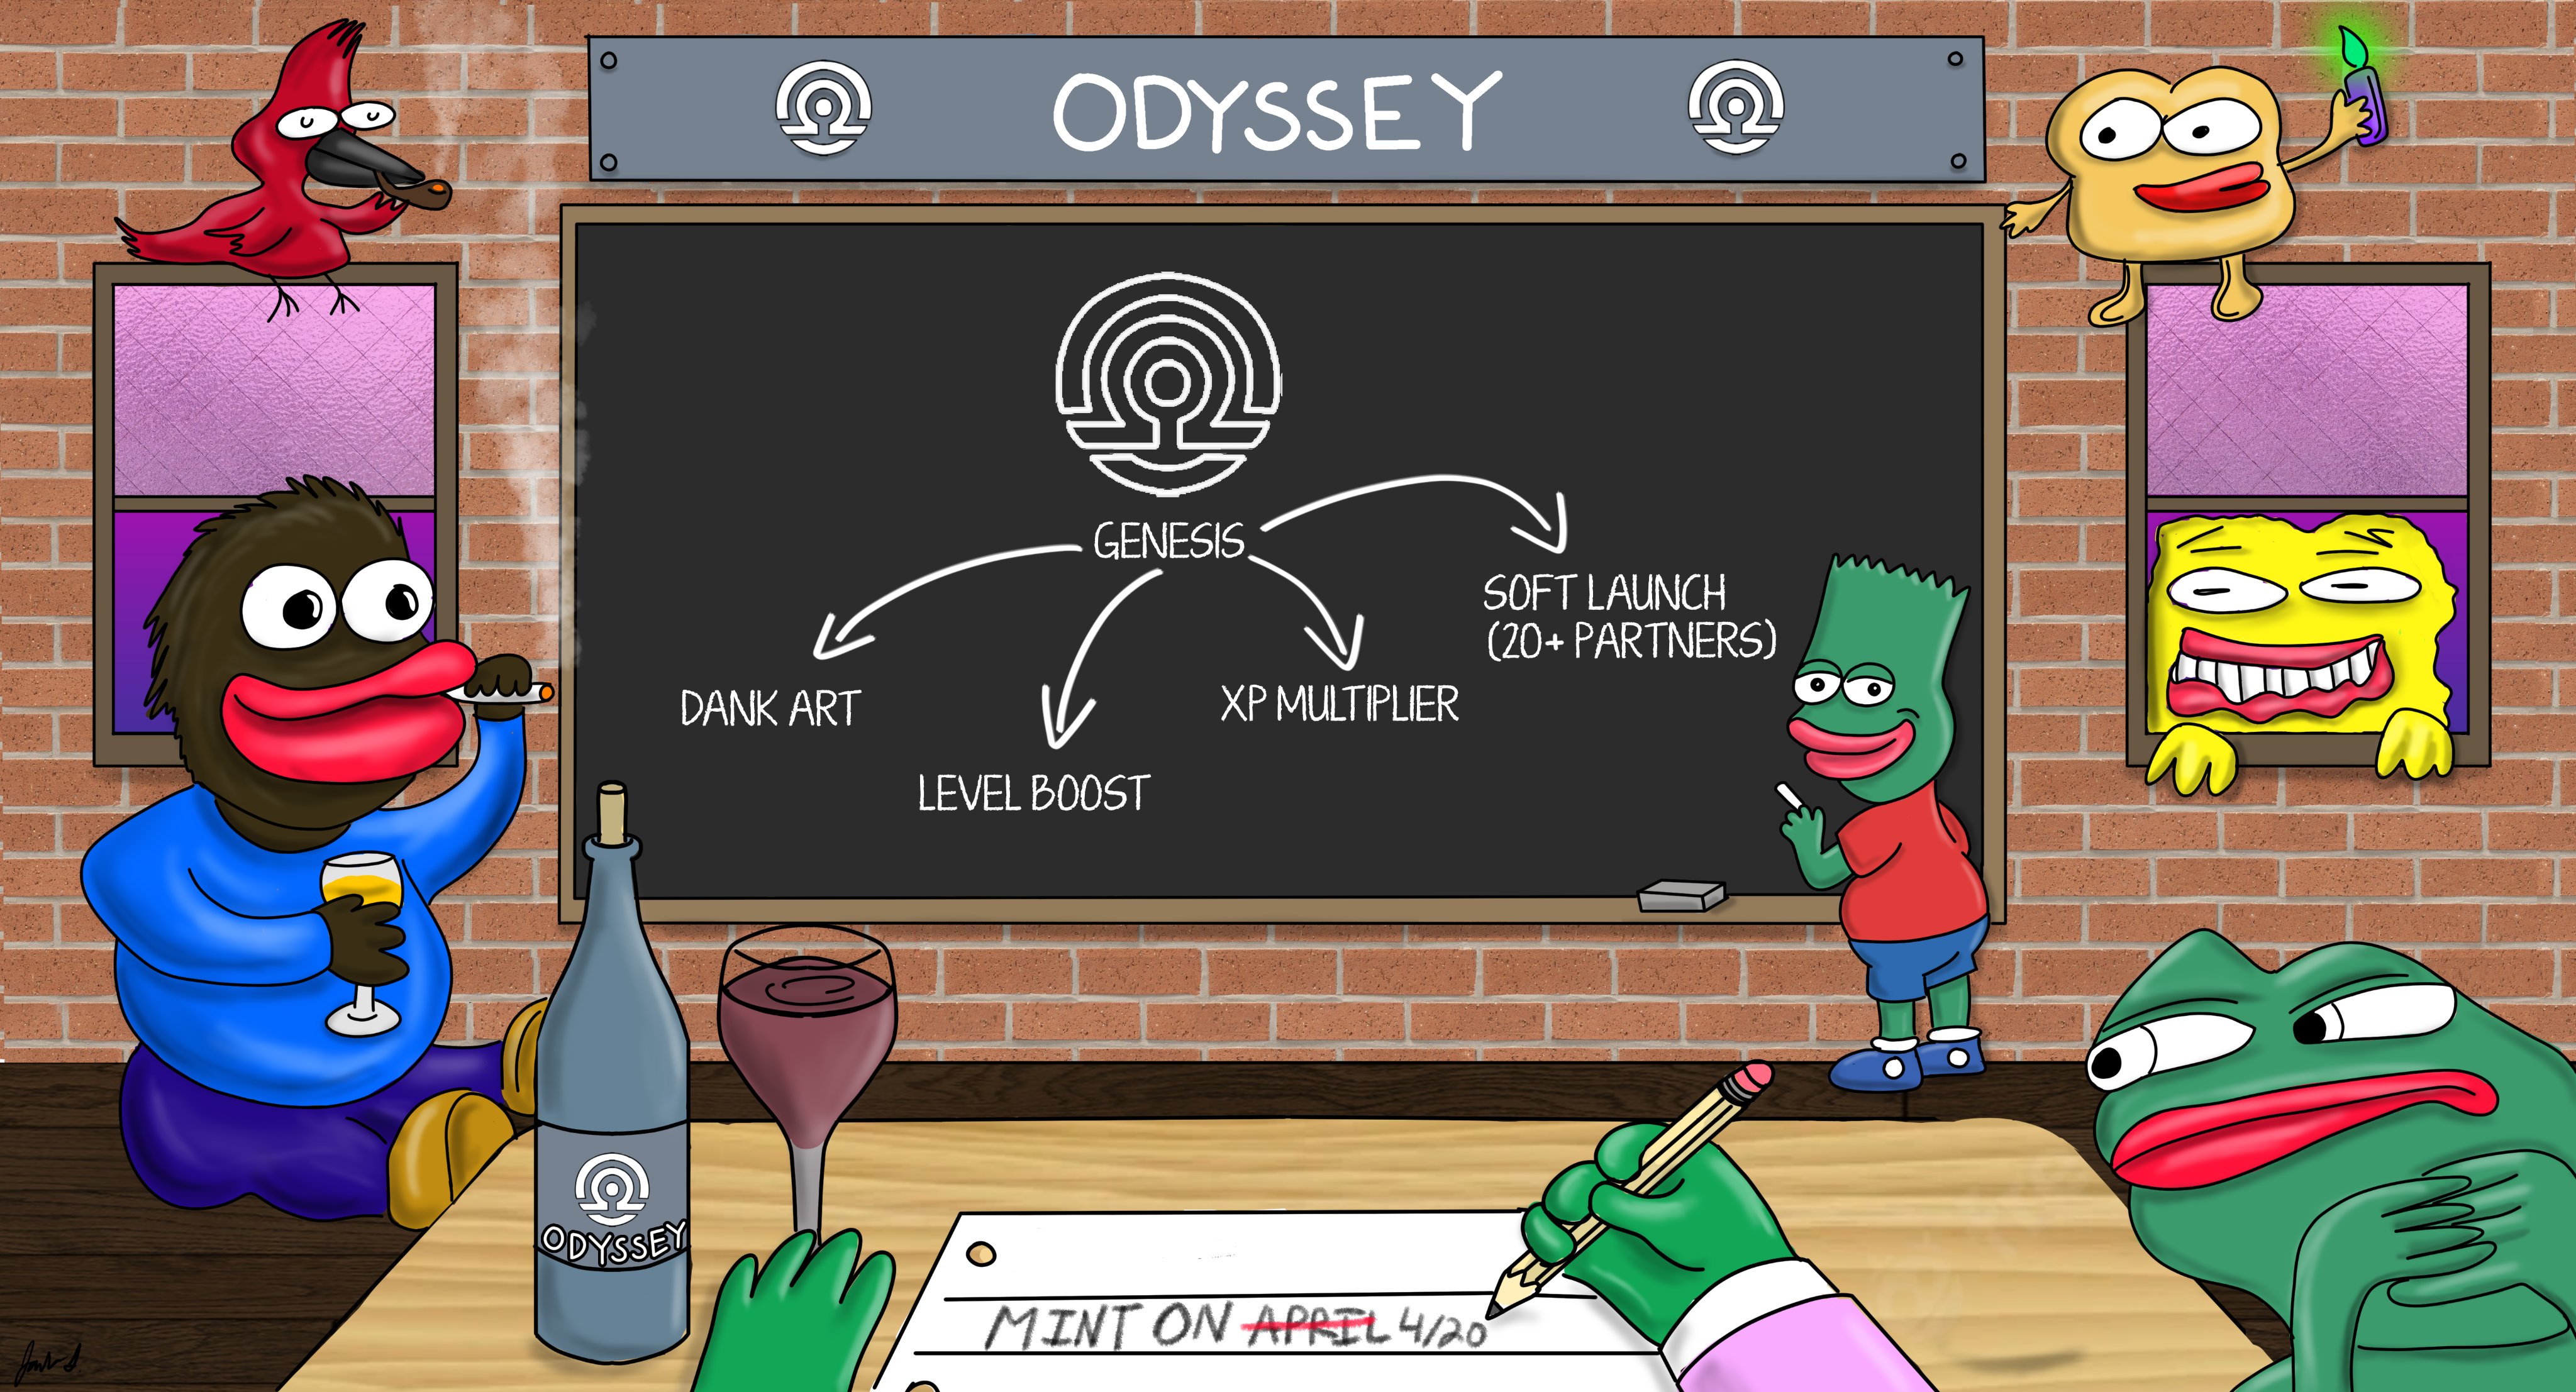 ODYSSEY
GENESIS
SOFT LAUNCH
(20+ PARTNERS)
DANK ART
XP MULTIPLIER
LEVEL BOOST
ODYSSEY
MINT ON APRIL 4/20